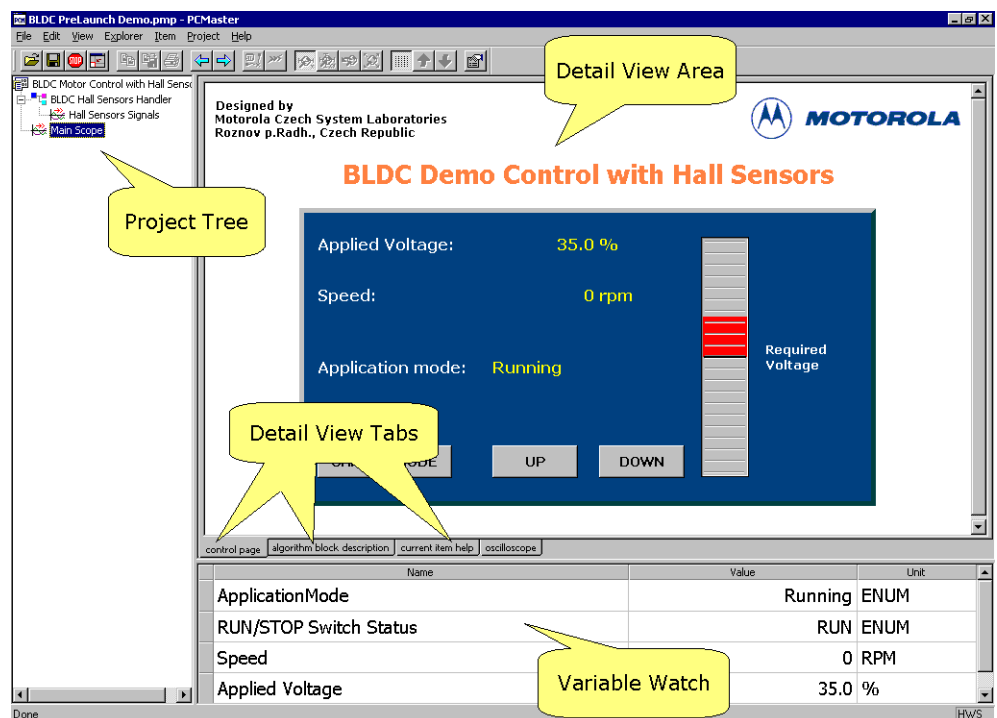 BLDC PreLaunch Demo.pmp - PCMaster
File Edit View Explorer Item Project Help
BLDC Motor Control with Hall Senso
BLDC Hall Sensors Handler
Hall Sensors Signals
Main Scope
Project Tree
Detail View Area
Designed by
Motorola Czech System Laboratories
Roznov p.Radh., Czech Republic
MOTOROLA
BLDC Demo Control with Hall Sensors
Applied Voltage: 35.0 %
Speed: 0 rpm
Required
Voltage
Application mode: Running
Detail View Tabs
UP DOWN
control page algorithm block description current item help oscilloscope
Name Value Unit
ApplicationMode Running ENUM
RUN/STOP Switch Status RUN ENUM
Speed 0 RPM
Applied Voltage 35.0 %
Variable Watch
Done HWS